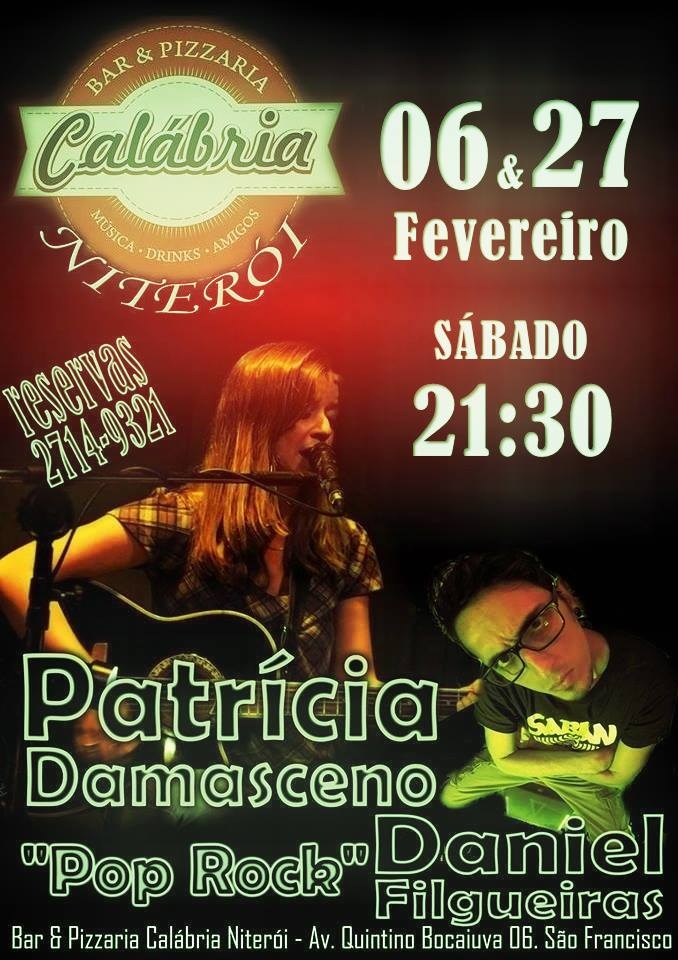 BAR & PIZZARIA
Calábria
MÚSICA • DRINKS • AMIGOS
NITERÓI
06 & 27
Fevereiro
SÁBADO
21:30
reservas
2714-9321
SABIAN
Patrícia
Damasceno
"Pop Rock"
Daniel
Filgueiras
Bar & Pizzaria Calábria Niterói - Av. Quintino Bocaiuva 06. São Francisco